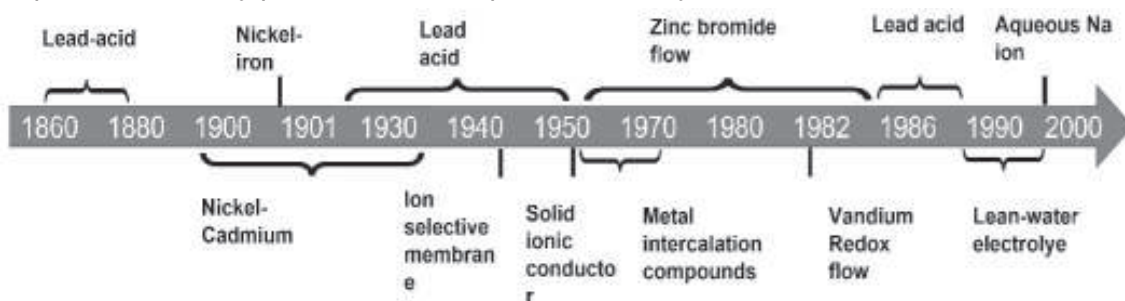 Lead-acid
Nickel-
iron
Lead
acid
Zinc bromide
flow
Lead acid
Aqueous Na
ion
1860 1880 1900 1901 1930 1940 1950 1970 1980 1982 1986 1990 2000
Nickel-
Cadmium
Ion
selective
membran
e
Solid
ionic
conducto
r
Metal
intercalation
compounds
Vandium
Redox
flow
Lean-water
electrolye